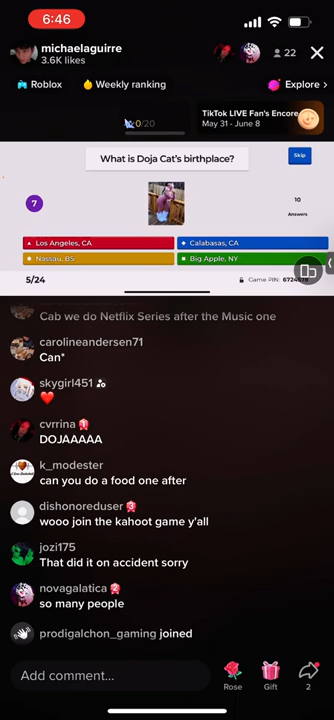 6:46
michaelaguirre
3.6K likes
22
Roblox
Weekly ranking
Explore >
0/20
TikTok LIVE Fan's Encore
May 31 - June 8
What is Doja Cat's birthplace?
Skip
7
10
Answers
Los Angeles, CA
Calabasas, CA
Nassau, BS
Big Apple, NY
5/24
Game PIN:
Cab we do Netflix Series after the Music one
carolineandersen71
Can*
skygirl451
❤️
cvrrina 1
DOJAAAAA
k_modester
can you do a food one after
dishonoreduser 3
wooo join the kahoot game y'all
jozi175
That did it on accident sorry
novagalatica 2
so many people
prodigalchon_gaming joined
Add comment...
Rose
Gift
2